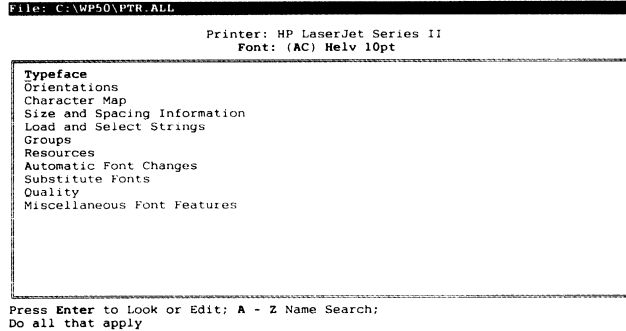 File: C:\WP50\PTR.ALL
Printer: HP LaserJet Series II
Font: (AC) Helv 10pt
Typeface
Orientations
Character Map
Size and Spacing Information
Load and Select Strings
Groups
Resources
Automatic Font Changes
Substitute Fonts
Quality
Miscellaneous Font Features
Press Enter to Look or Edit; A - Z Name Search;
Do all that apply